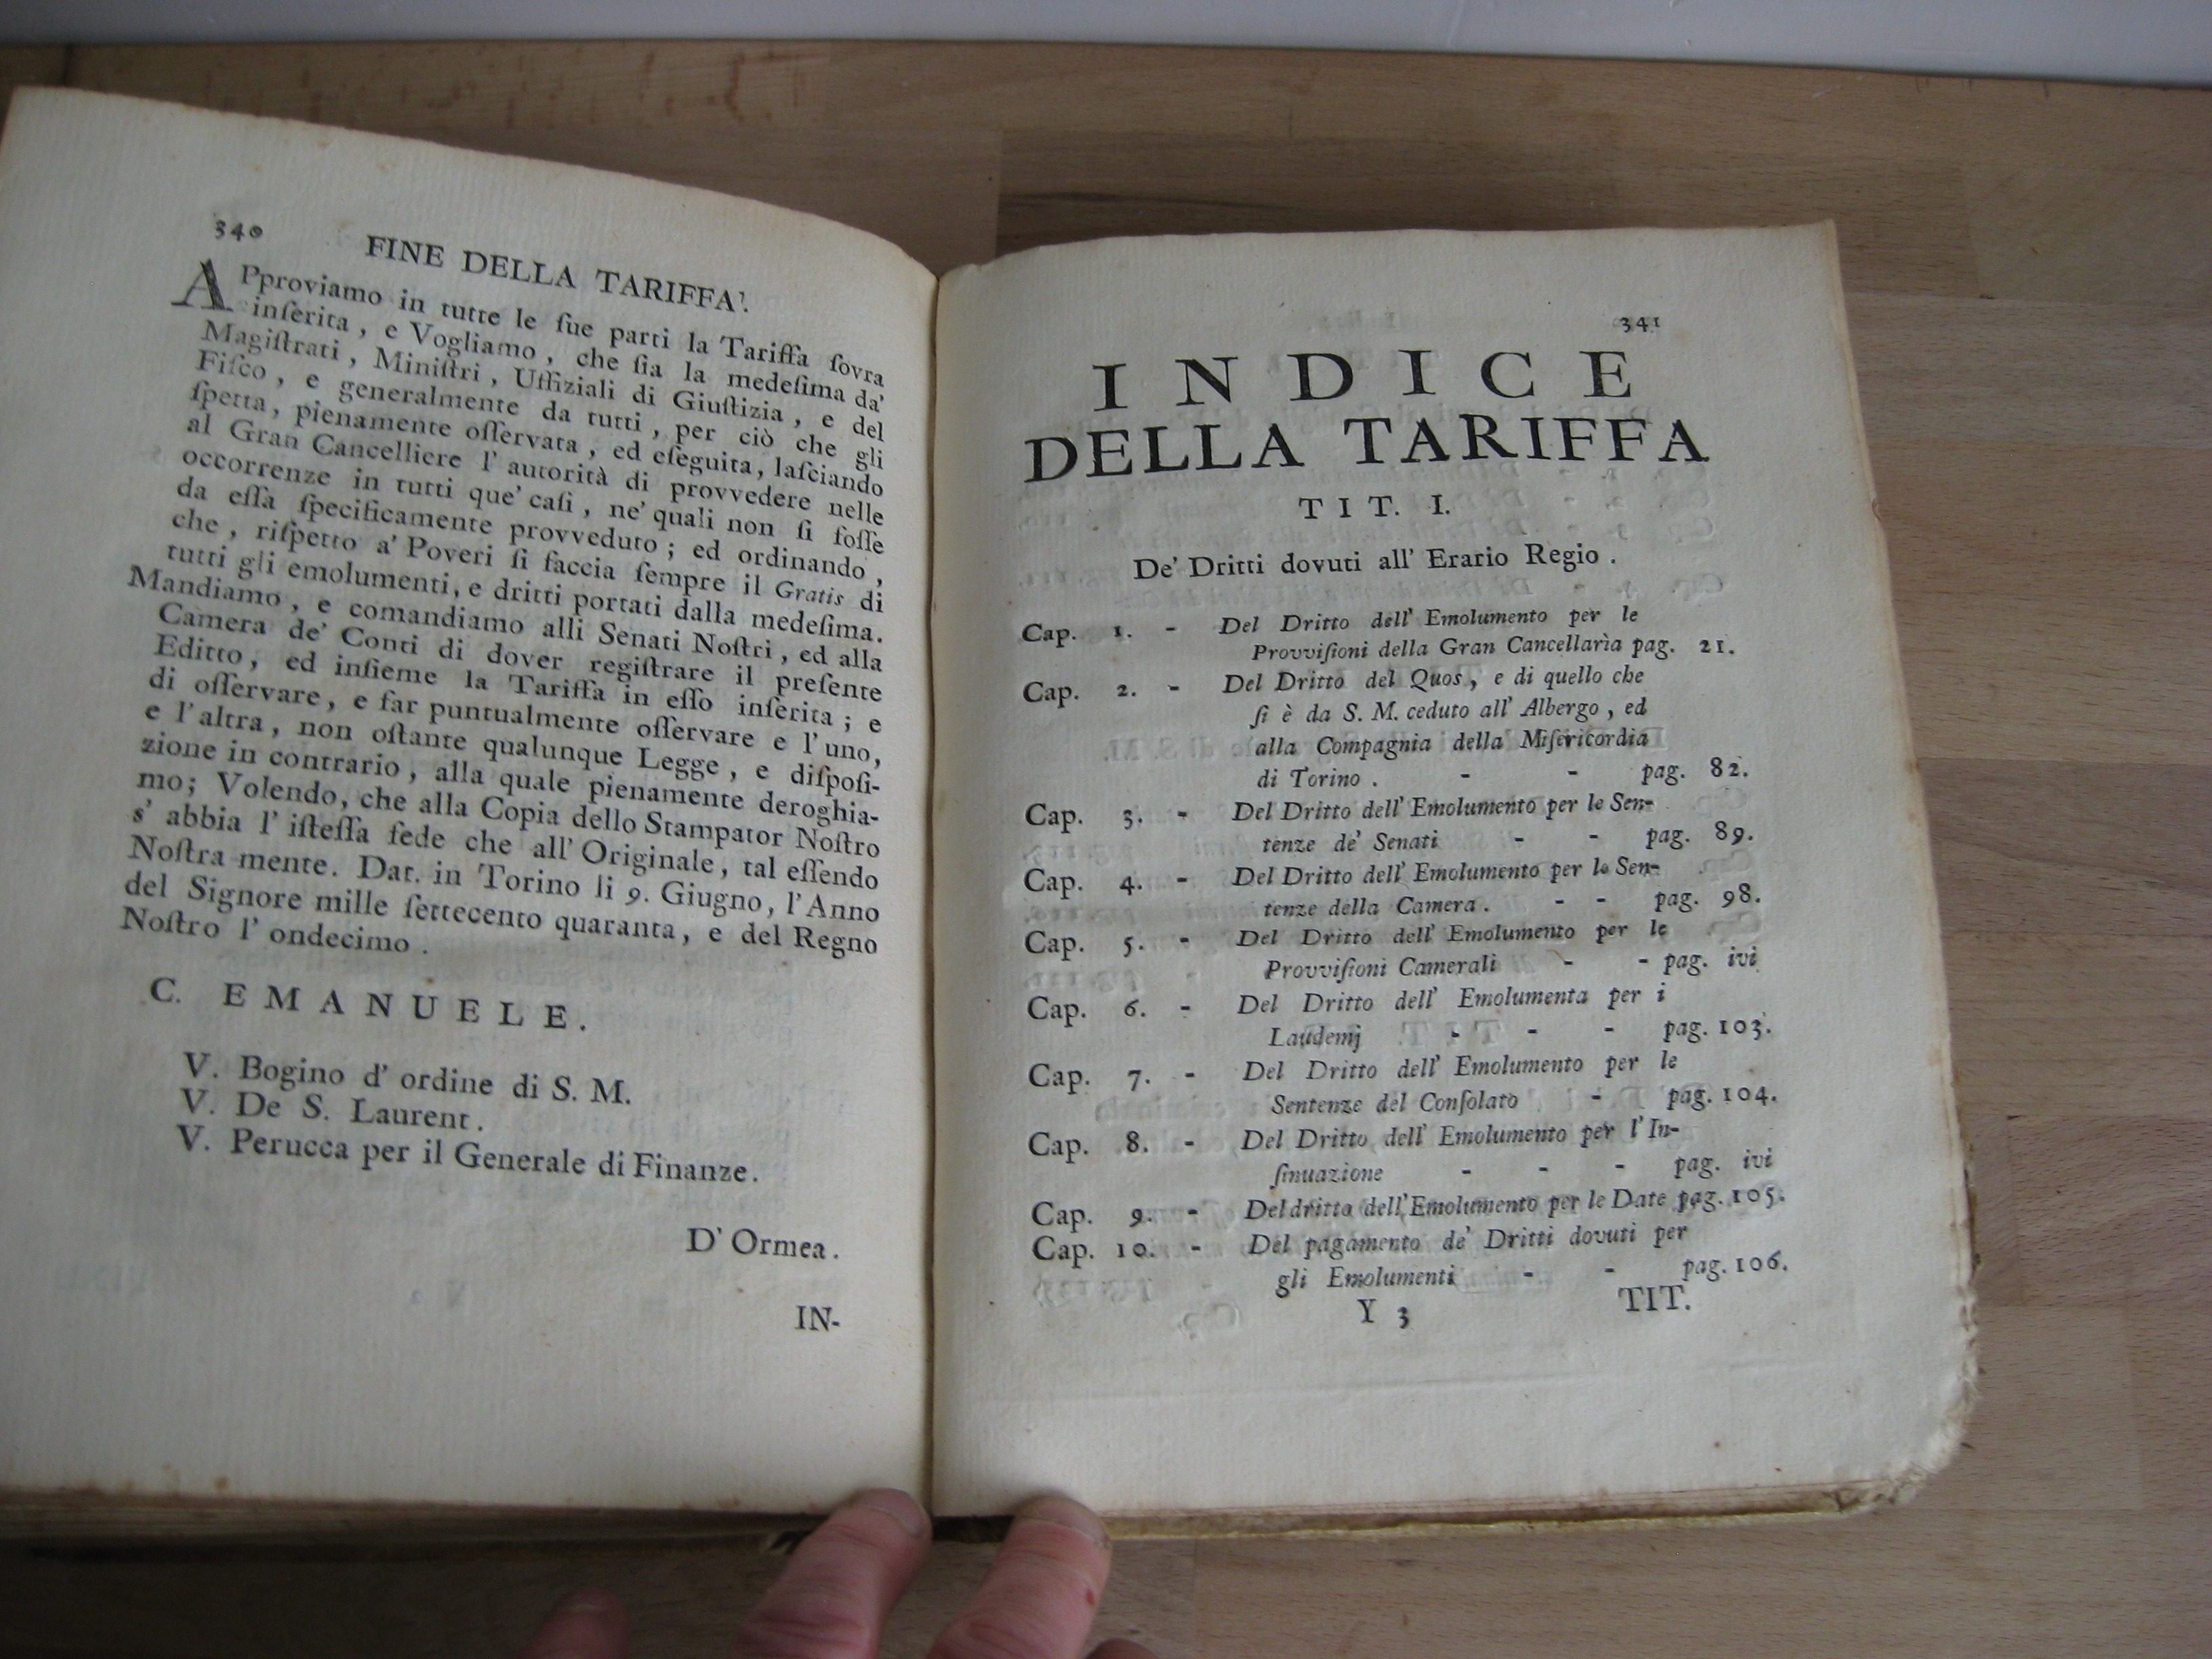 340
FINE DELLA TARIFFA'.
APproviamo in tutte le ſue parti la Tariffa ſovra
inſerita, e Vogliamo, che ſia la medeſima da'
Magiſtrati, Miniſtri, Uffiziali di Giuſtizia, e del
Fiſco, e generalmente da tutti, per ciò che gli
ſpetta, pienamente oſſervata, ed eſeguita, laſciando
al Gran Cancelliere l' autorità di provvedere nelle
occorrenze in tutti que' caſi, ne' quali non ſi foſſe
da eſſa ſpecificamente provveduto; ed ordinando,
che, riſpetto a' Poveri ſi faccia ſempre il Gratis di
tutti gli emolumenti, e dritti portati dalla medeſima.
Mandiamo, e comandiamo alli Senati Noſtri, ed alla
Camera de' Conti di dover regiſtrare il preſente
Editto, ed inſieme la Tariffa in eſſo inſerita; e
di oſſervare, e far puntualmente oſſervare e l'uno,
e l'altra, non oſtante qualunque Legge, e diſpoſi-
zione in contrario, alla quale pienamente deroghia-
mo; Volendo, che alla Copia dello Stampator Noſtro
s' abbia l' iſteſſa fede che all' Originale, tal eſſendo
Noſtra mente. Dat. in Torino li 9. Giugno, l'Anno
del Signore mille ſettecento quaranta, e del Regno
Noſtro l' ondecimo.
C. EMANUELE.
V. Bogino d' ordine di S. M.
V. De S. Laurent.
V. Perucca per il Generale di Finanze.
D' Ormea.
IN-
341
INDICE
DELLA TARIFFA
TIT. I.
De' Dritti dovuti all' Erario Regio.
Cap. 1. - Del Dritto dell' Emolumento per le
Provviſioni della Gran Cancellarìa pag. 21.
Cap. 2. - Del Dritto del Quos, e di quello che
ſi è da S. M. ceduto all' Albergo, ed
alla Compagnia della Miſericordia
di Torino. - - pag. 82.
Cap. 3. - Del Dritto dell' Emolumento per le Sen-
tenze de' Senati - - pag. 89.
Cap. 4. - Del Dritto dell' Emolumento per le Sen-
tenze della Camera. - - pag. 98.
Cap. 5. - Del Dritto dell' Emolumento per le
Provviſioni Camerali - - pag. ivi
Cap. 6. - Del Dritto dell' Emolumenta per i
Laudemj - - - pag. 103.
Cap. 7. - Del Dritto dell' Emolumento per le
Sentenze del Conſolato - pag. 104.
Cap. 8. - Del Dritto dell' Emolumento per l' In-
ſinuazione - - - pag. ivi
Cap. 9. - Del dritto dell' Emolumento per le Date pag. 105.
Cap. 10. - Del pagamento de' Dritti dovuti per
gli Emolumenti - - pag. 106.
Y 3 TIT.